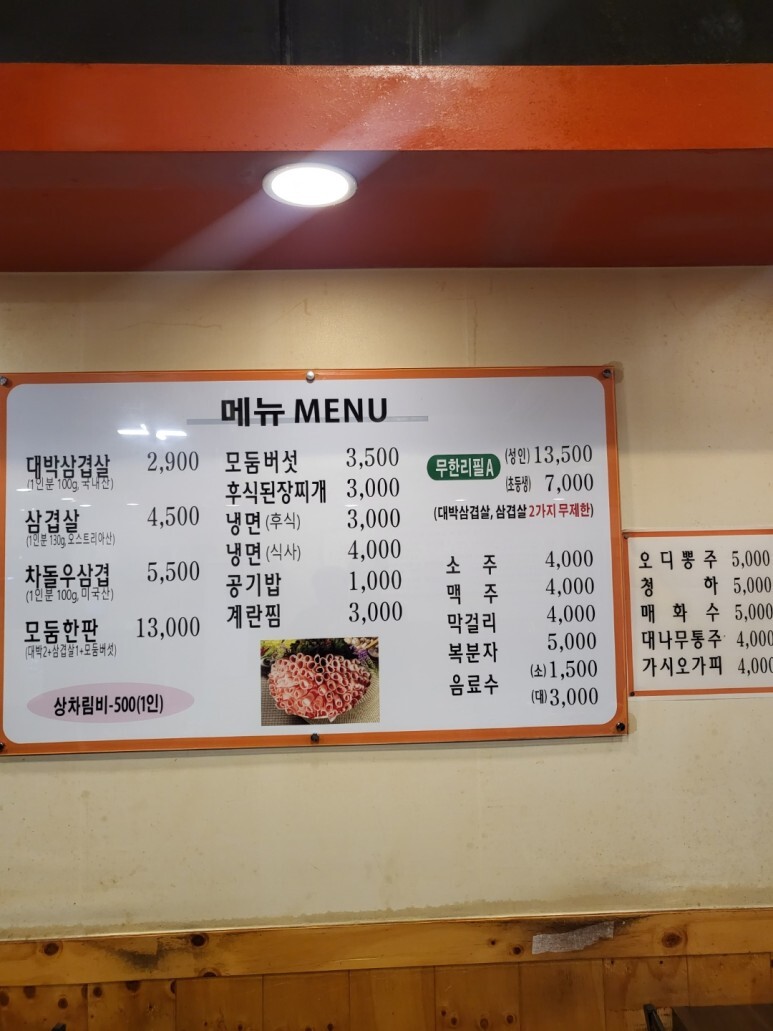 메뉴 MENU
대박삼겹살 2,900
(1인분 100g, 국내산)
삼겹살 4,500
(1인분 130g, 오스트리아산)
차돌우삼겹 5,500
(1인분 100g, 미국산)
모둠한판 13,000
(대박2+삼겹살1+모둠버섯)
상차림비-500(1인)
모둠버섯 3,500
후식된장찌개 3,000
냉면 (후식) 3,000
냉면 (식사) 4,000
공기밥 1,000
계란찜 3,000
무한리필A (성인) 13,500
(초등생) 7,000
(대박삼겹살, 삼겹살 2가지 무제한)
소 주 4,000
맥 주 4,000
막걸리 4,000
복분자 5,000
음료수 (소) 1,500
(대) 3,000
오디뽕주 5,000
청 하 5,000
매 화 수 5,000
대나무통주 4,000
가시오가피 4,000